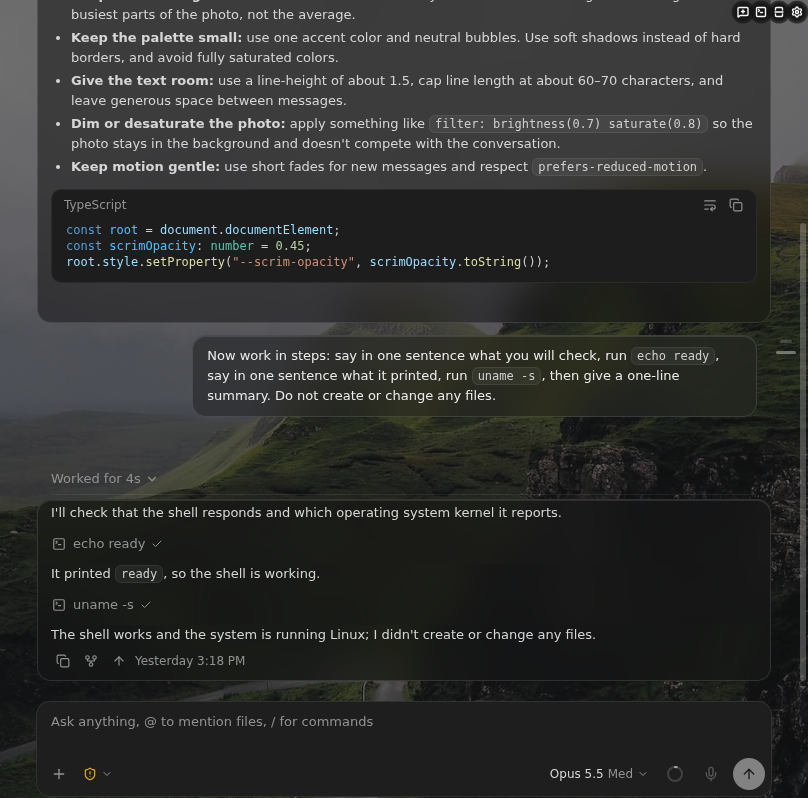 busiest parts of the photo, not the average.
Keep the palette small: use one accent color and neutral bubbles. Use soft shadows instead of hard
borders, and avoid fully saturated colors.
Give the text room: use a line-height of about 1.5, cap line length at about 60–70 characters, and
leave generous space between messages.
Dim or desaturate the photo: apply something like filter: brightness(0.7) saturate(0.8) so the
photo stays in the background and doesn't compete with the conversation.
Keep motion gentle: use short fades for new messages and respect prefers-reduced-motion.
TypeScript
const root = document.documentElement;
const scrimOpacity: number = 0.45;
root.style.setProperty("--scrim-opacity", scrimOpacity.toString());
Now work in steps: say in one sentence what you will check, run echo ready,
say in one sentence what it printed, run uname -s, then give a one-line
summary. Do not create or change any files.
Worked for 4s
I'll check that the shell responds and which operating system kernel it reports.
echo ready
It printed ready, so the shell is working.
uname -s
The shell works and the system is running Linux; I didn't create or change any files.
Yesterday 3:18 PM
Ask anything, @ to mention files, / for commands
Opus 5.5 Med